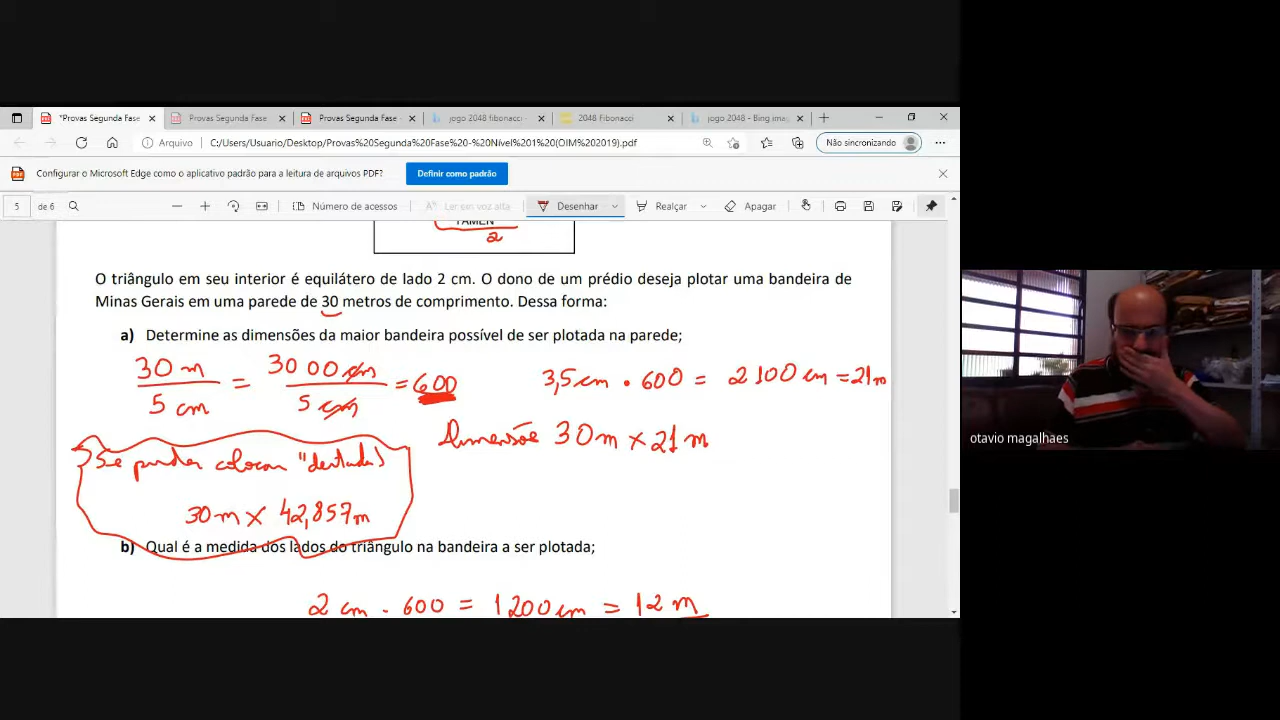 *Provas Segunda Fase
Provas Segunda Fase
Provas Segunda Fase -
jogo 2048 fibonacci -
2048 Fibonacci
jogo 2048 - Bing ima
Arquivo
C:/Users/Usuario/Desktop/Provas%20Segunda%20Fase%20-%20Nível%201%20(OIM%202019).pdf
Não sincronizando
Configurar o Microsoft Edge como o aplicativo padrão para a leitura de arquivos PDF?
Definir como padrão
5
de 6
Número de acessos
Ler em voz alta
Desenhar
Realçar
Apagar
TAMEN
2
O triângulo em seu interior é equilátero de lado 2 cm. O dono de um prédio deseja plotar uma bandeira de
Minas Gerais em uma parede de 30 metros de comprimento. Dessa forma:
a) Determine as dimensões da maior bandeira possível de ser plotada na parede;
30 m / 5 cm = 3000 cm / 5 cm = 600
3,5 cm . 600 = 2100 cm = 21 m
30 m x 21 m
Se puder colocar "
30 m x 42,857 m
b) Qual é a medida dos lados do triângulo na bandeira a ser plotada;
2 cm . 600 = 1200 cm = 12 m
otavio magalhaes